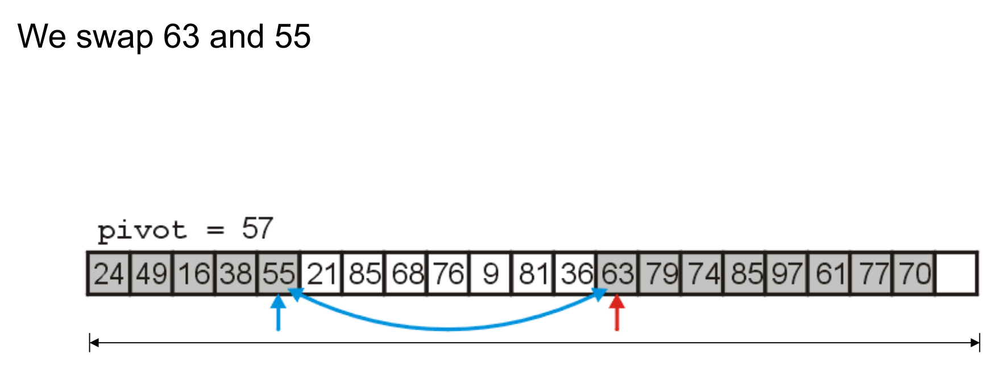 We swap 63 and 55
pivot = 57
24 49 16 38 55 21 85 68 76 9 81 36 63 79 74 85 97 61 77 70